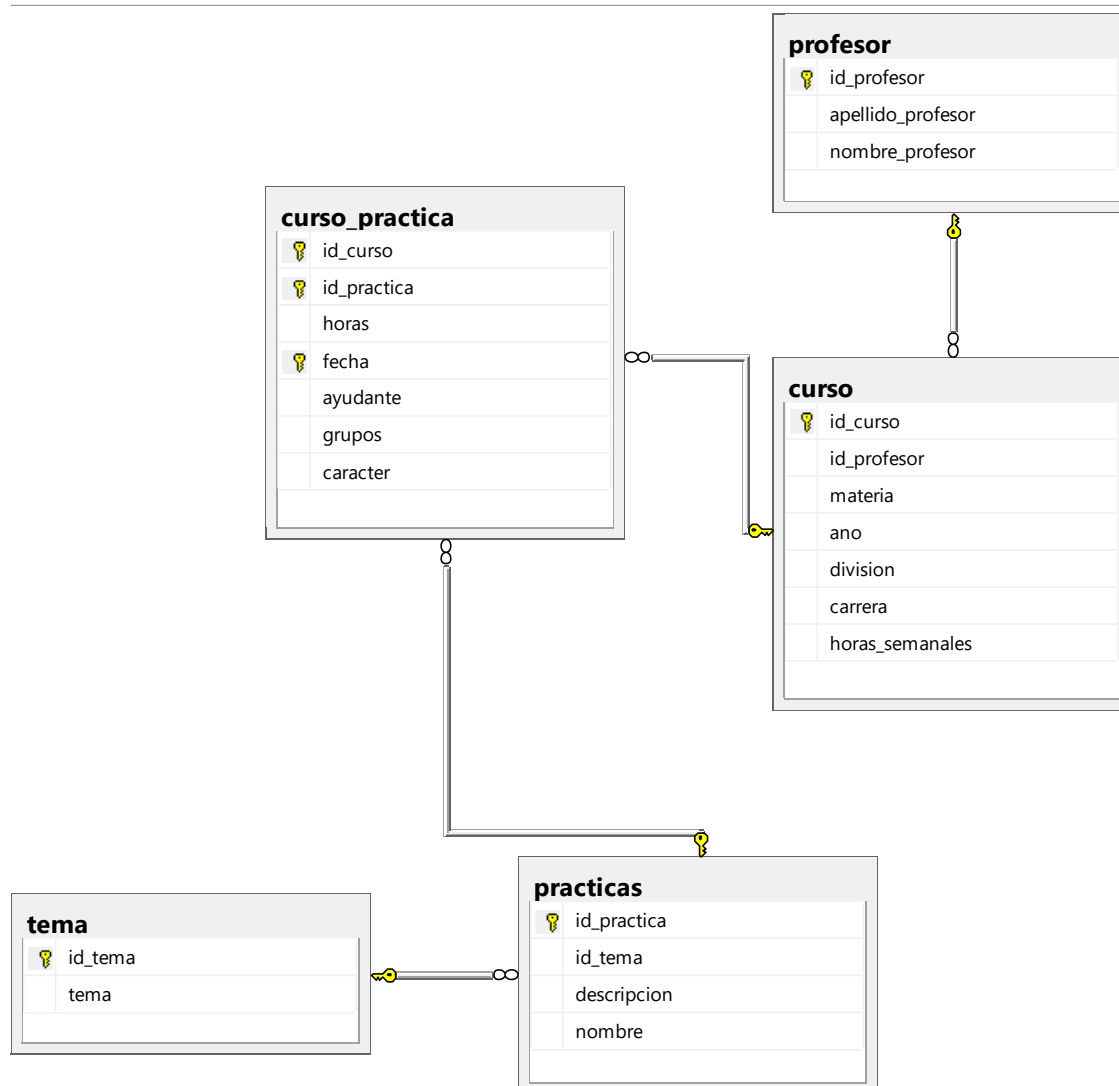 profesor
id_profesor
apellido_profesor
nombre_profesor
curso_practica
id_curso
id_practica
horas
fecha
ayudante
grupos
caracter
curso
id_curso
id_profesor
materia
ano
division
carrera
horas_semanales
practicas
id_practica
id_tema
descripcion
nombre
tema
id_tema
tema